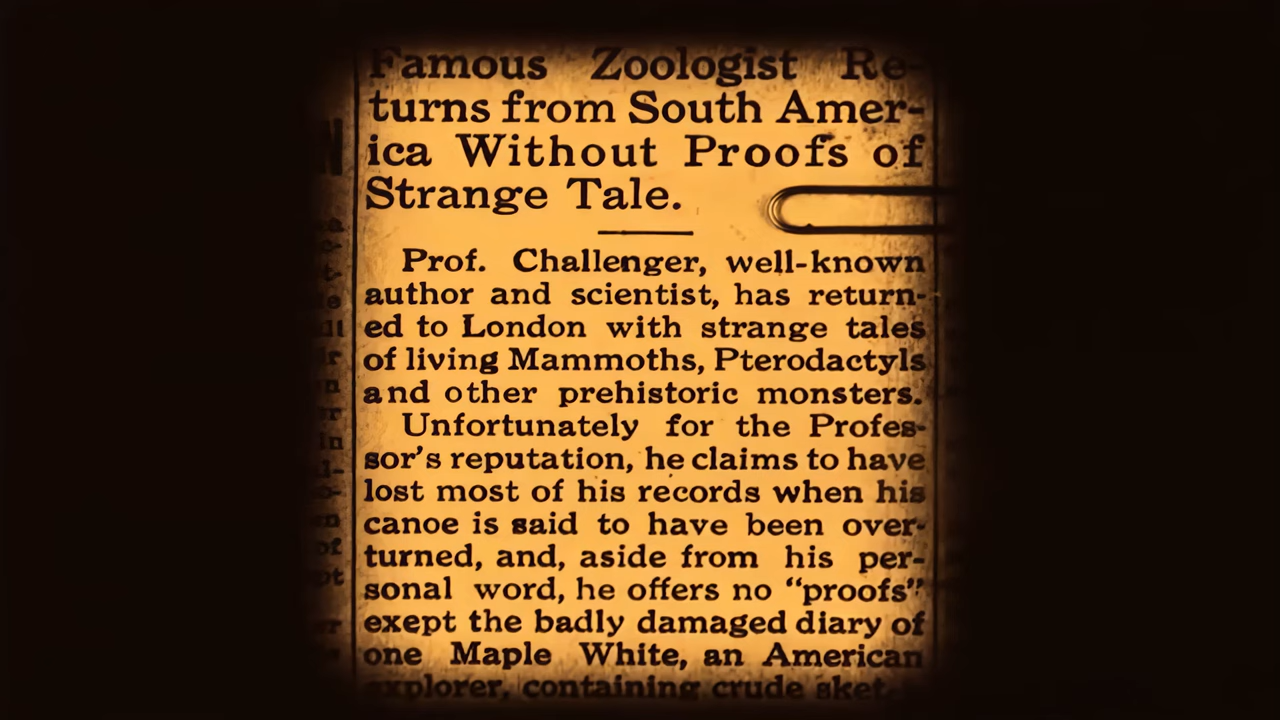 Famous Zoologist Re-
turns from South Amer-
ica Without Proofs of
Strange Tale.
Prof. Challenger, well-known
author and scientist, has return-
ed to London with strange tales
of living Mammoths, Pterodactyls
and other prehistoric monsters.
Unfortunately for the Profes-
sor's reputation, he claims to have
lost most of his records when his
canoe is said to have been over-
turned, and, aside from his per-
sonal word, he offers no "proofs"
exept the badly damaged diary of
one Maple White, an American
explorer, containing crude sket